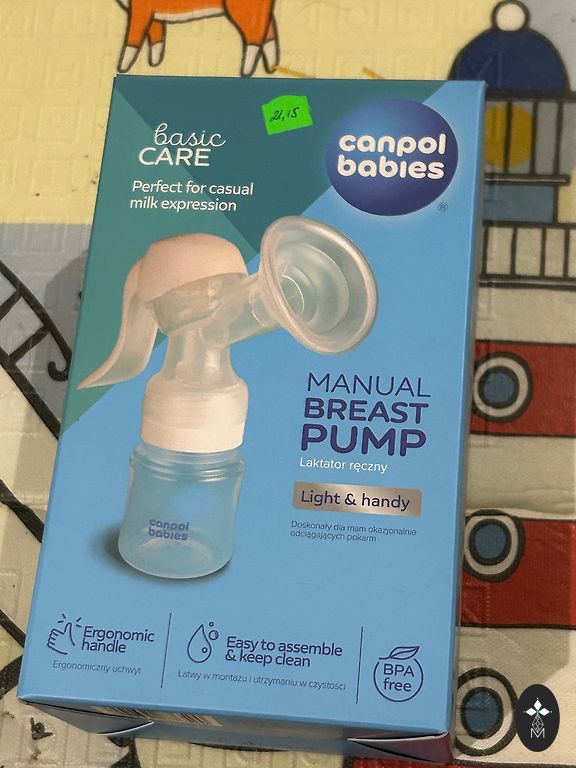 21,15
basic
CARE
Perfect for casual
milk expression
canpol
babies
®
MANUAL
BREAST
PUMP
Laktator ręczny
Light & handy
Doskonały dla mam okazjonalnie
odciągających pokarm
canpol
babies
Ergonomic
handle
Ergonomiczny uchwyt
Easy to assemble
& keep clean
Łatwy w montażu i utrzymaniu w czystości
BPA
free
M